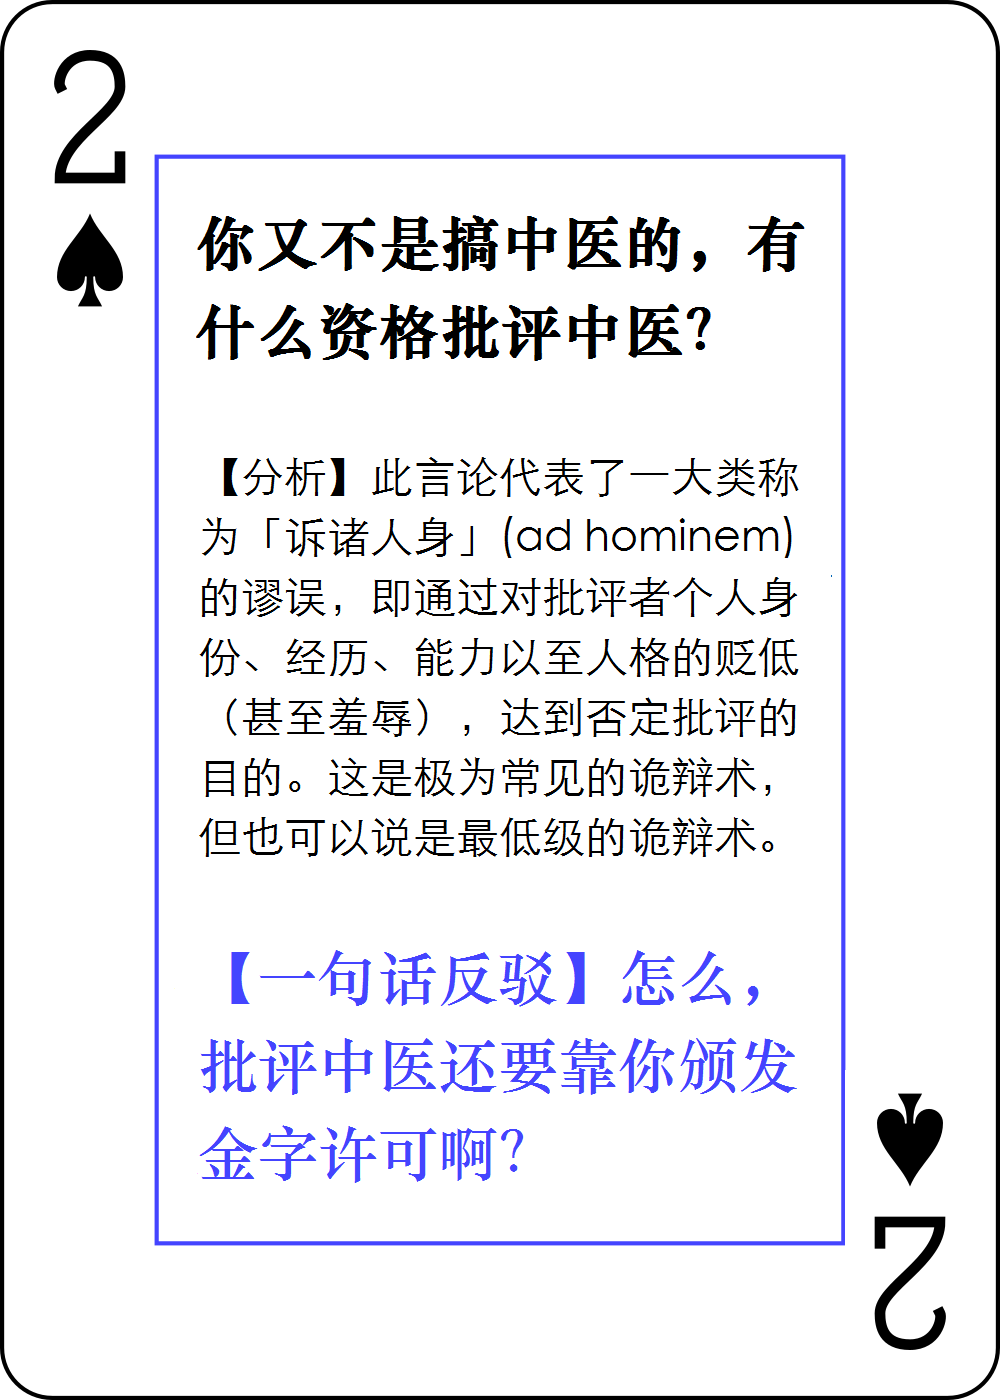 2
你又不是搞中医的，有
什么资格批评中医？
【分析】此言论代表了一大类称
为「诉诸人身」(ad hominem)
的谬误，即通过对批评者个人身
份、经历、能力以至人格的贬低
（甚至羞辱），达到否定批评的
目的。这是极为常见的诡辩术，
但也可以说是最低级的诡辩术。
【一句话反驳】怎么，
批评中医还要靠你颁发
金字许可啊？
2